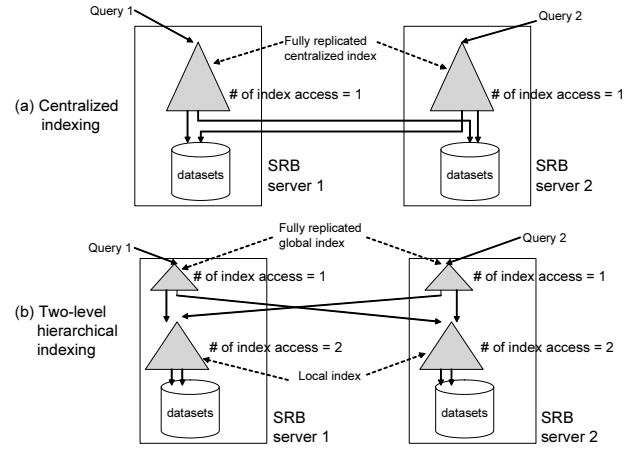 Query 1
Query 2
Fully replicated
centralized index
# of index access = 1
# of index access = 1
(a) Centralized
indexing
datasets
SRB
server 1
datasets
SRB
server 2
Fully replicated
global index
Query 1
Query 2
# of index access = 1
# of index access = 1
(b) Two-level
hierarchical
indexing
# of index access = 2
# of index access = 2
Local index
datasets
SRB
server 1
datasets
SRB
server 2